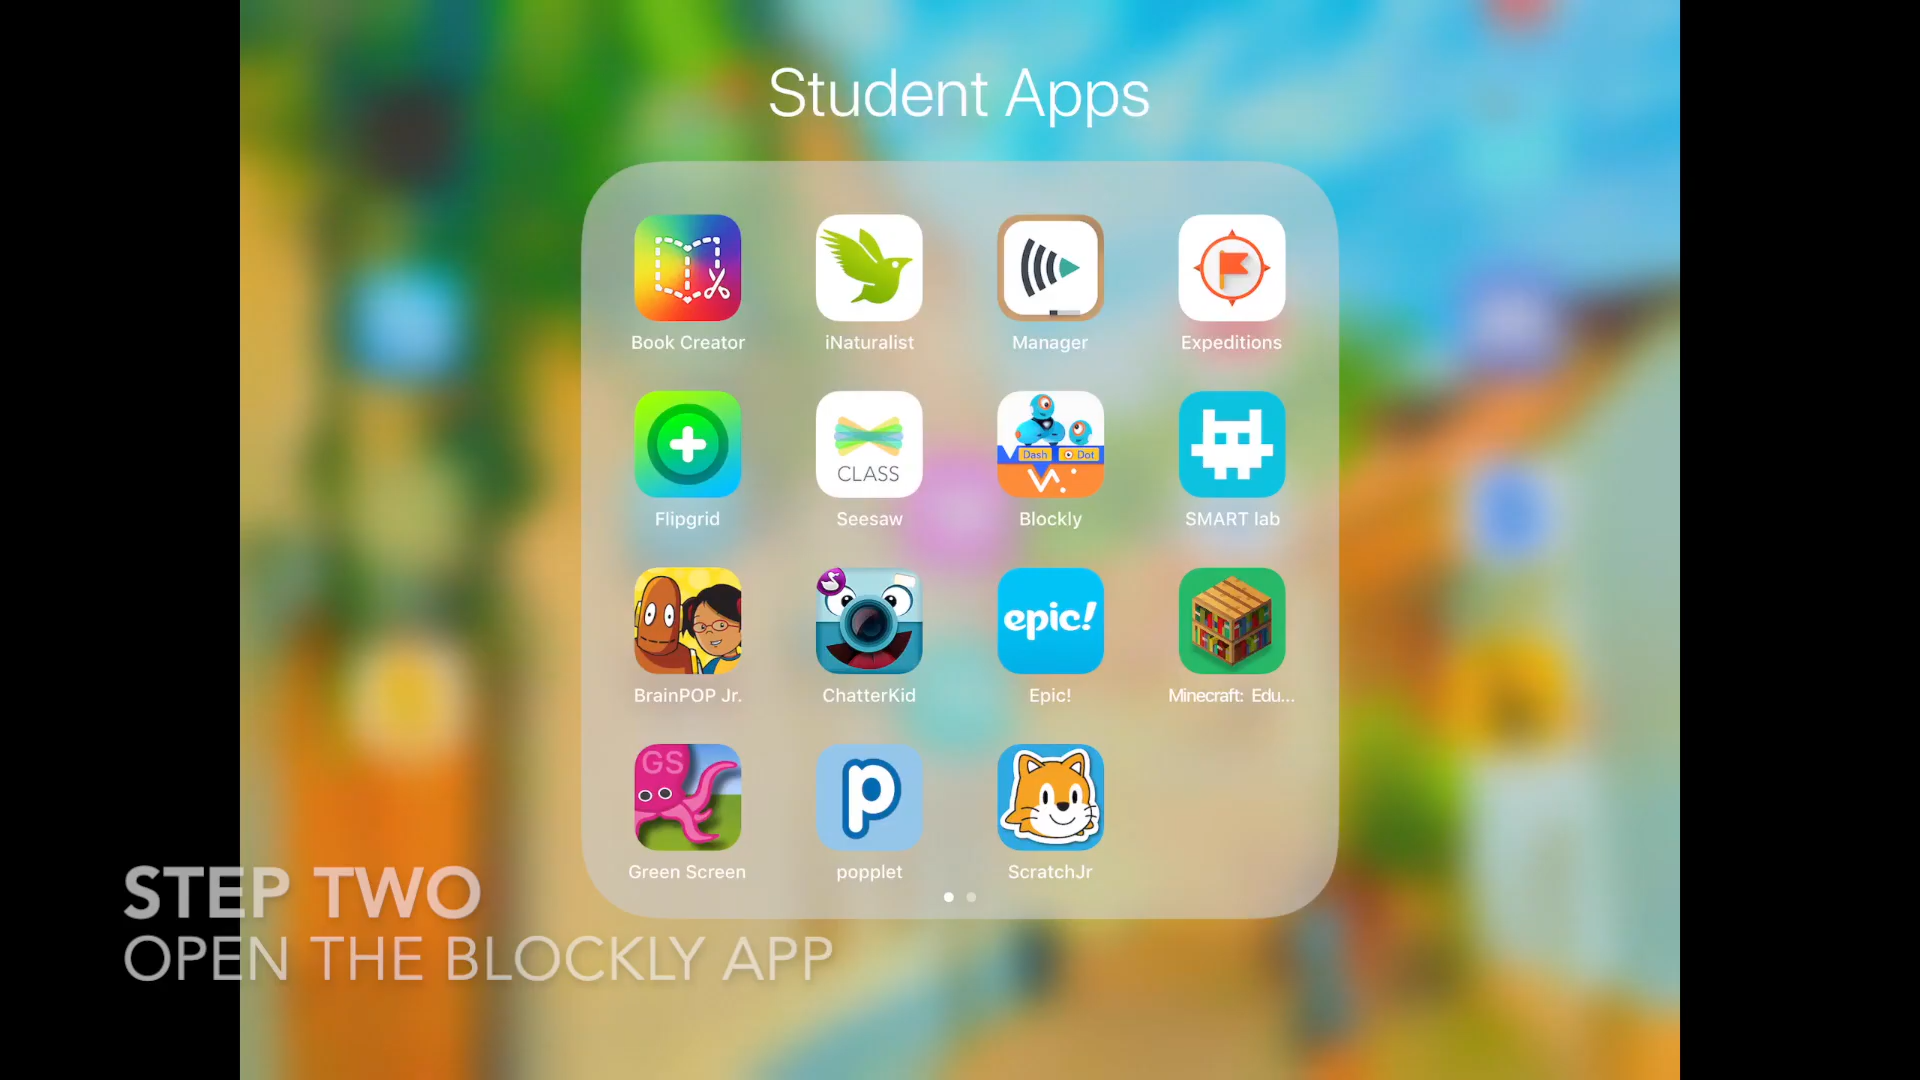 Student Apps
Book Creator
iNaturalist
Manager
Expeditions
CLASS
Dash
Dot
Flipgrid
Seesaw
Blockly
SMART lab
epic!
BrainPOP Jr.
ChatterKid
Epic!
Minecraft: Edu...
GS
p
Green Screen
popplet
ScratchJr
STEP TWO
OPEN THE BLOCKLY APP